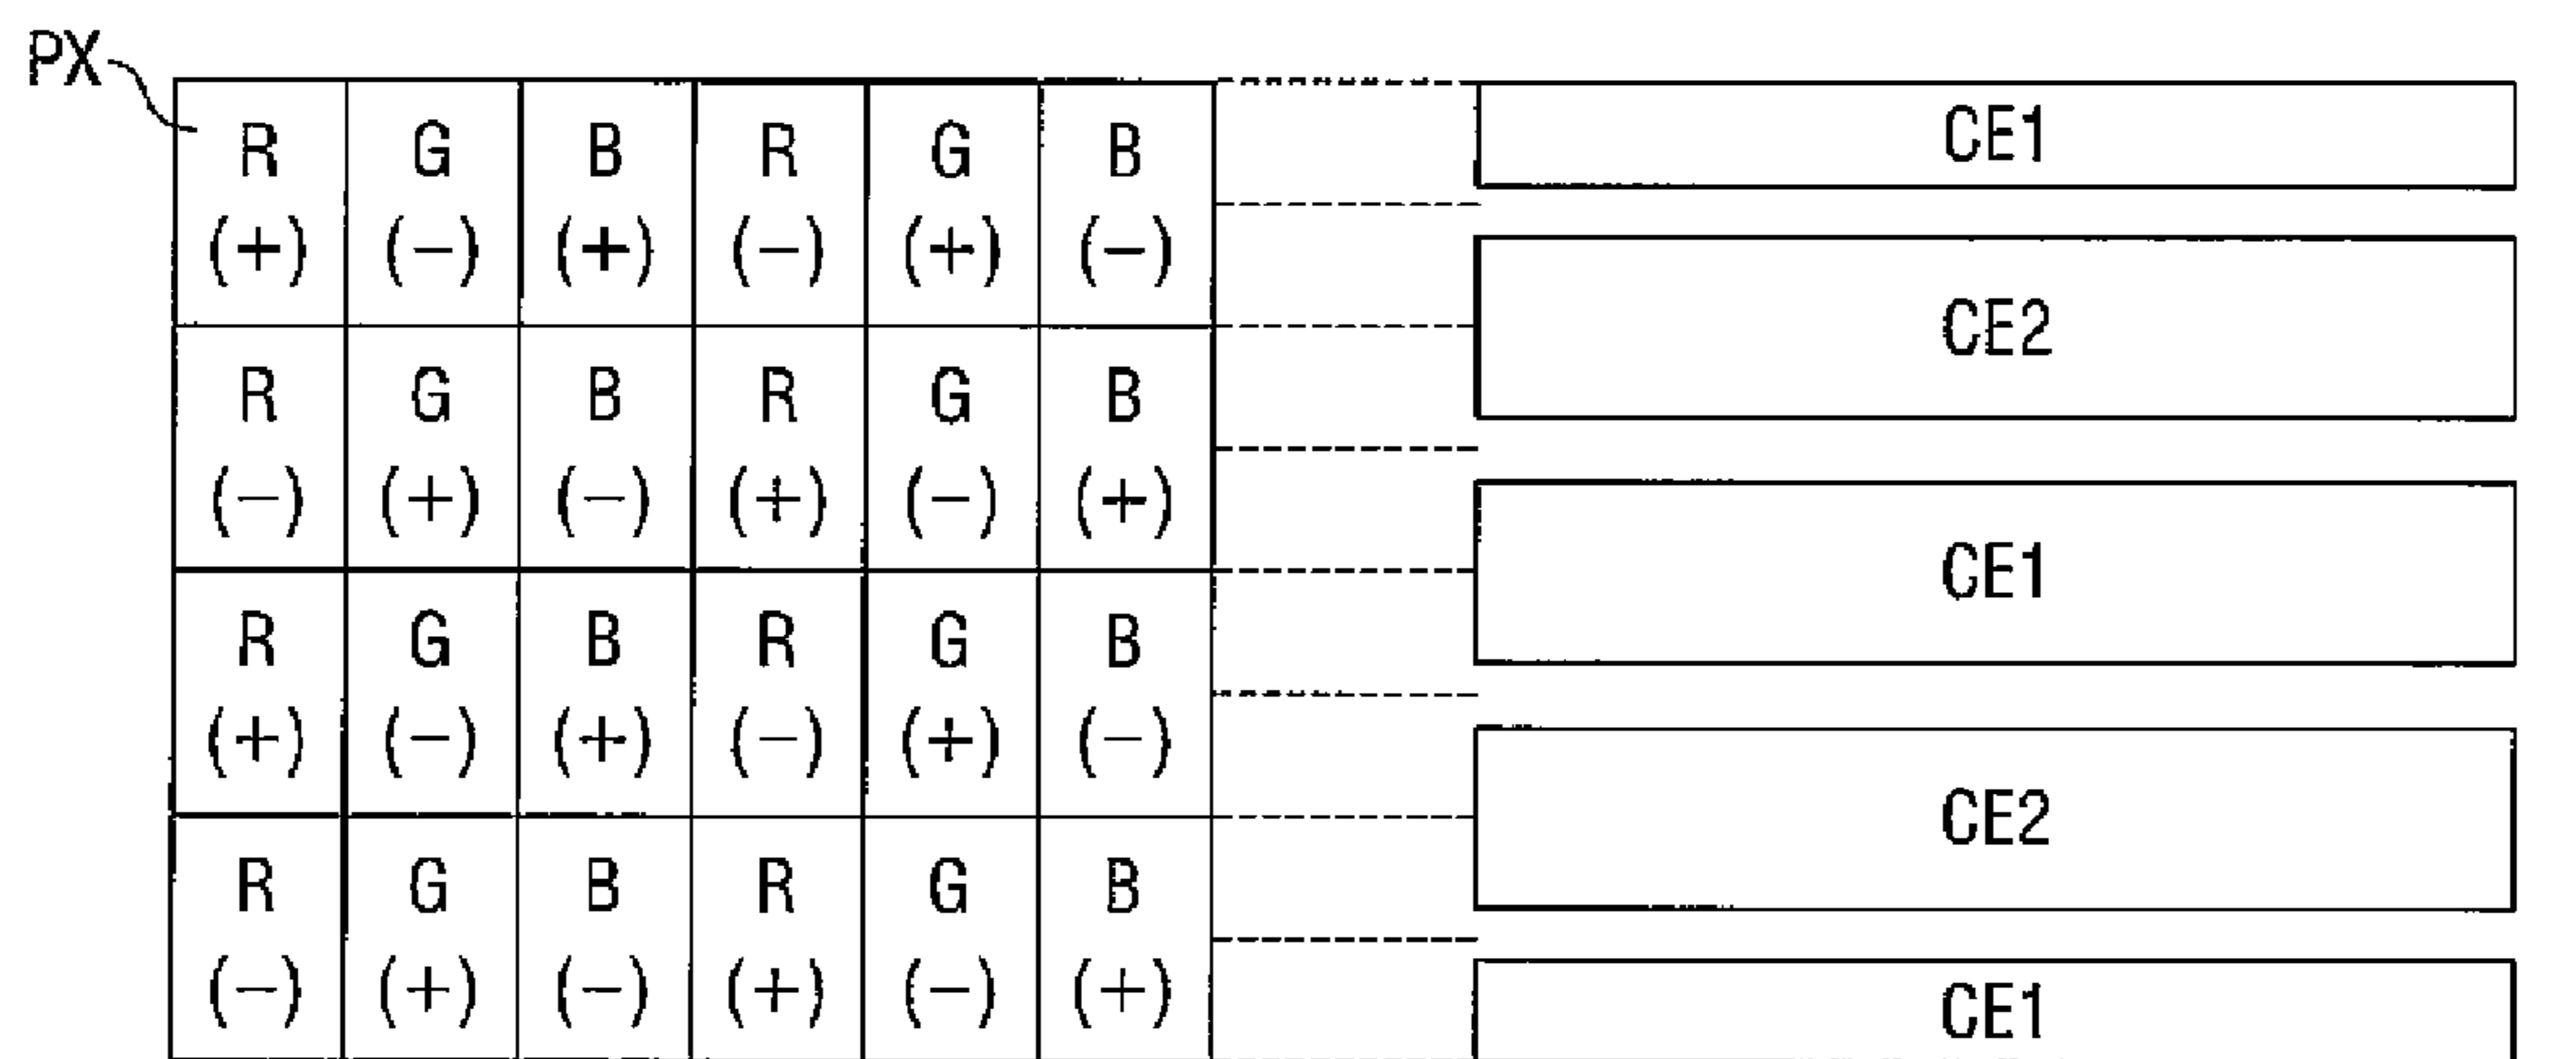 PX
R G B R G B
(+) (−) (+) (−) (+) (−)
R G B R G B
(−) (+) (−) (+) (−) (+)
R G B R G B
(+) (−) (+) (−) (+) (−)
R G B R G B
(−) (+) (−) (+) (−) (+)
CE1
CE2
CE1
CE2
CE1